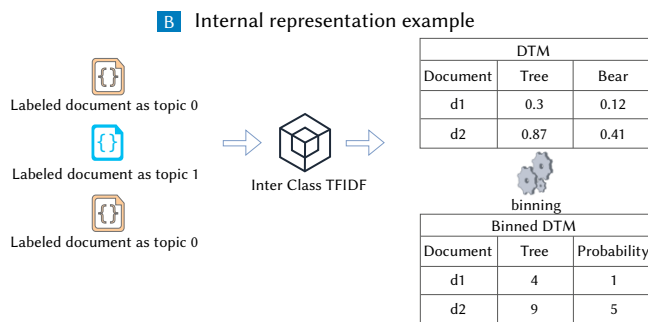 B Internal representation example
Labeled document as topic 0
Labeled document as topic 1
Labeled document as topic 0
Inter Class TFIDF
DTM
Document Tree Bear
d1 0.3 0.12
d2 0.87 0.41
binning
Binned DTM
Document Tree Probability
d1 4 1
d2 9 5